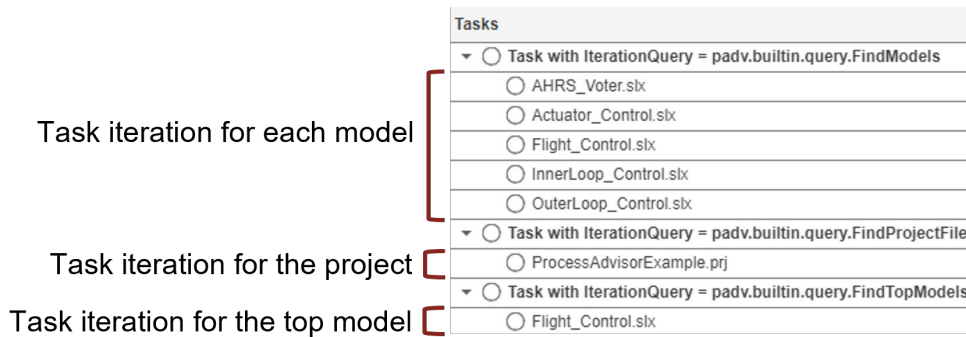 Tasks
Task with IterationQuery = padv.builtin.query.FindModels
Task iteration for each model
AHRS_Voter.slx
Actuator_Control.slx
Flight_Control.slx
InnerLoop_Control.slx
OuterLoop_Control.slx
Task with IterationQuery = padv.builtin.query.FindProjectFile
Task iteration for the project
ProcessAdvisorExample.prj
Task with IterationQuery = padv.builtin.query.FindTopModels
Task iteration for the top model
Flight_Control.slx